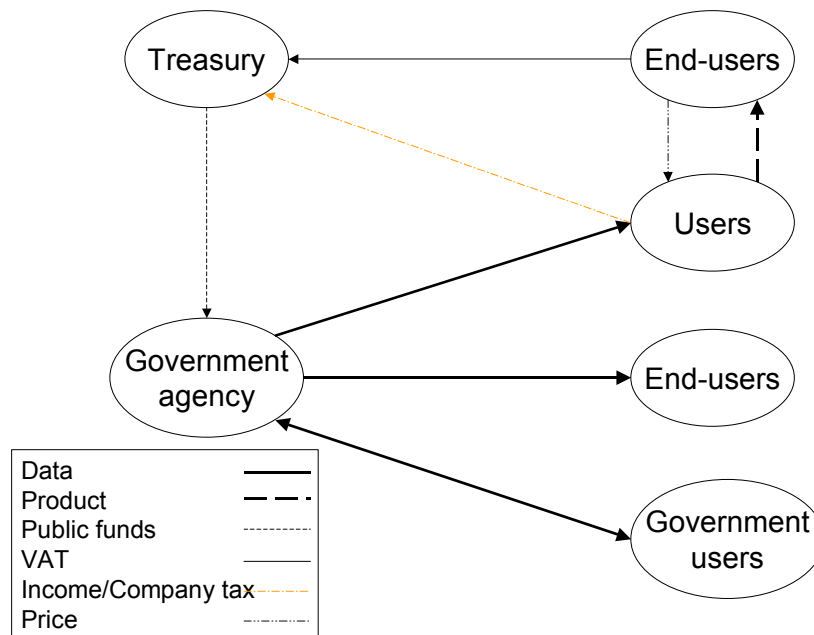 Treasury
End-users
Users
Government
agency
End-users
Government
users
Data
Product
Public funds
VAT
Income/Company tax
Price